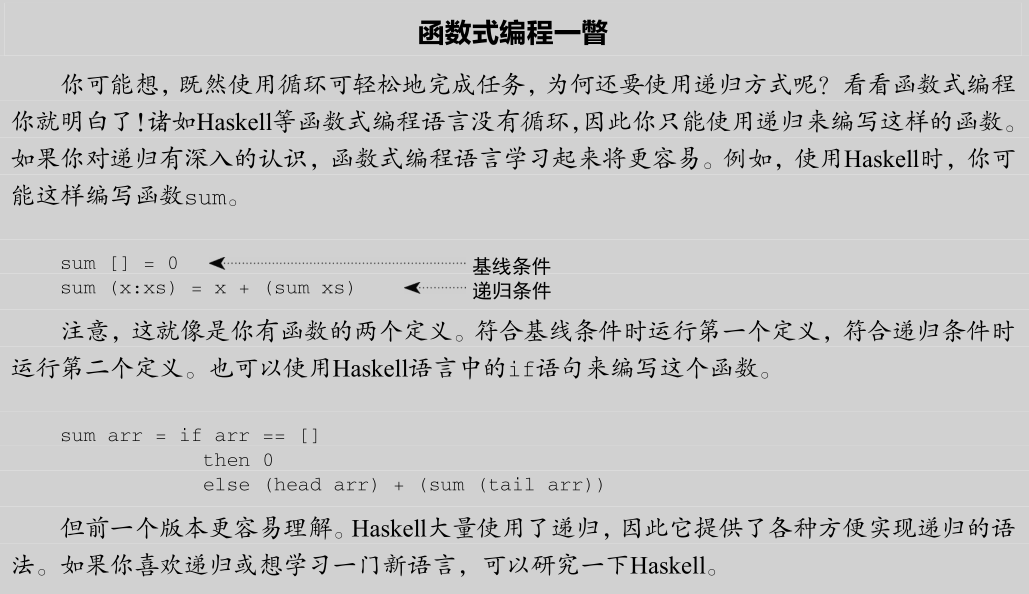 函数式编程一瞥
你可能想，既然使用循环可轻松地完成任务，为何还要使用递归方式呢？看看函数式编程
你就明白了！诸如Haskell等函数式编程语言没有循环，因此你只能使用递归来编写这样的函数。
如果你对递归有深入的认识，函数式编程语言学习起来将更容易。例如，使用Haskell时，你可
能这样编写函数sum。
sum [] = 0 基线条件
sum (x:xs) = x + (sum xs) 递归条件
注意，这就像是你有函数的两个定义。符合基线条件时运行第一个定义，符合递归条件时
运行第二个定义。也可以使用Haskell语言中的if语句来编写这个函数。
sum arr = if arr == []
then 0
else (head arr) + (sum (tail arr))
但前一个版本更容易理解。Haskell大量使用了递归，因此它提供了各种方便实现递归的语
法。如果你喜欢递归或想学习一门新语言，可以研究一下Haskell。